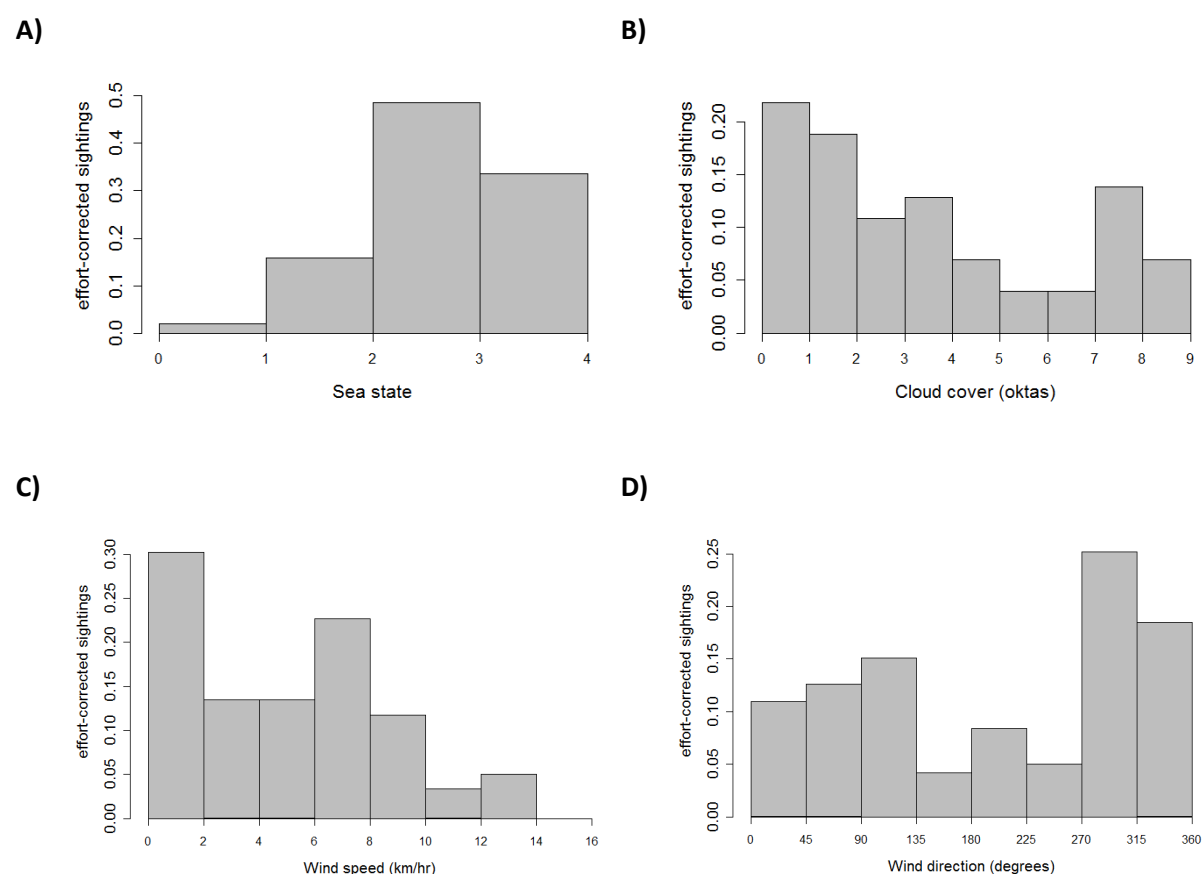 A)
effort-corrected sightings
0.0 0.1 0.2 0.3 0.4 0.5
0 1 2 3 4
Sea state
B)
effort-corrected sightings
0.00 0.05 0.10 0.15 0.20
0 1 2 3 4 5 6 7 8 9
Cloud cover (oktas)
C)
effort-corrected sightings
0.00 0.05 0.10 0.15 0.20 0.25 0.30
0 2 4 6 8 10 12 14 16
Wind speed (km/hr)
D)
effort-corrected sightings
0.00 0.05 0.10 0.15 0.20 0.25
0 45 90 135 180 225 270 315 360
Wind direction (degrees)